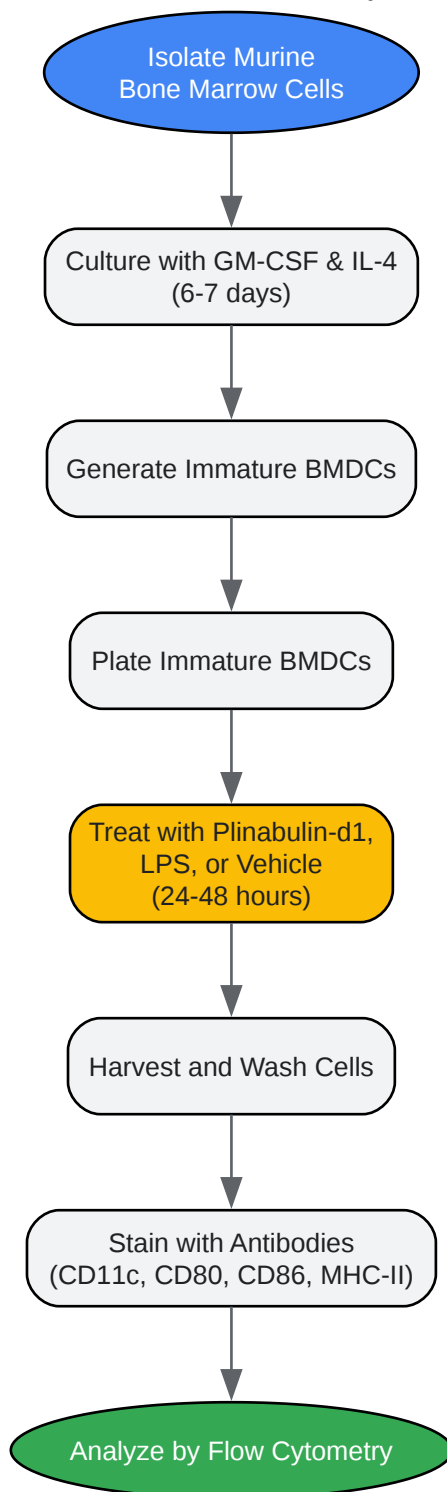 Isolate Murine
Bone Marrow Cells
Culture with GM-CSF & IL-4
(6-7 days)
Generate Immature BMDCs
Plate Immature BMDCs
Treat with Plinabulin-d1,
LPS, or Vehicle
(24-48 hours)
Harvest and Wash Cells
Stain with Antibodies
(CD11c, CD80, CD86, MHC-II)
Analyze by Flow Cytometry